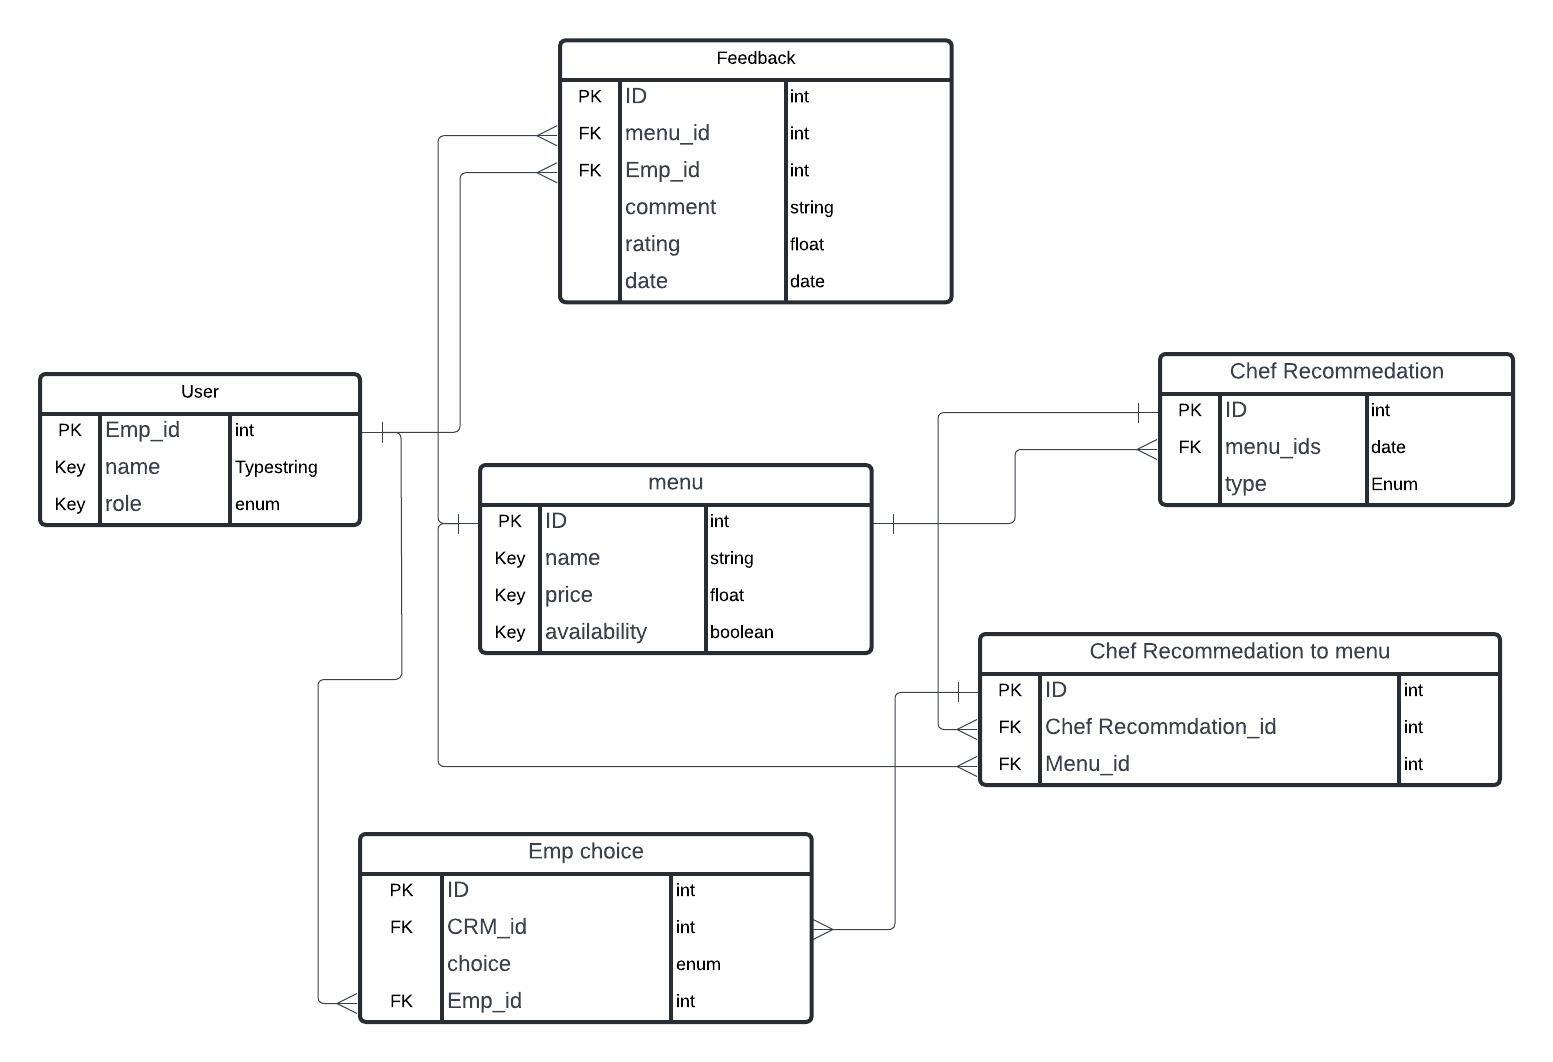 Feedback
PK ID int
FK menu_id int
FK Emp_id int
comment string
rating float
date date
User
PK Emp_id int
Key name Typestring
Key role enum
menu
PK ID int
Key name string
Key price float
Key availability boolean
Chef Recommedation
PK ID int
FK menu_ids date
type Enum
Chef Recommedation to menu
PK ID int
FK Chef Recommdation_id int
FK Menu_id int
Emp choice
PK ID int
FK CRM_id int
choice enum
FK Emp_id int